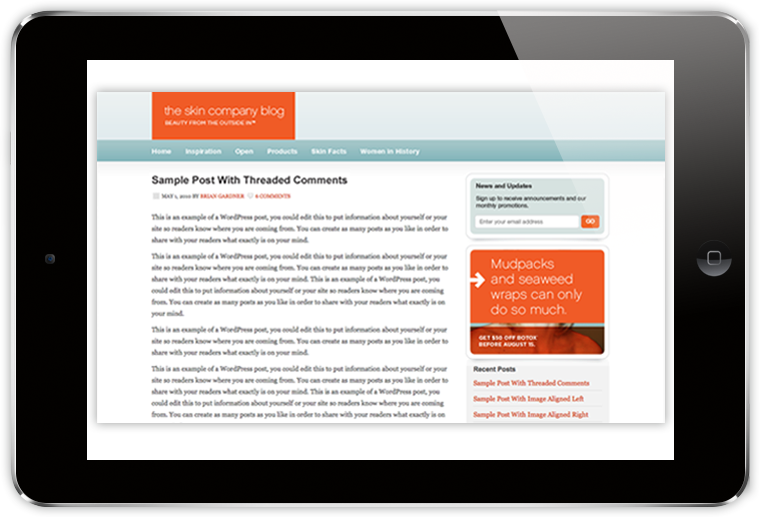 the skin company blog
BEAUTY FROM THE OUTSIDE IN™
Home Inspiration Open Products Skin Facts Women in History
Sample Post With Threaded Comments
MAY 1, 2010 BY BRIAN GARDNER 6 COMMENTS
This is an example of a WordPress post, you could edit this to put information about yourself or your
site so readers know where you are coming from. You can create as many posts as you like in order to
share with your readers what exactly is on your mind.
This is an example of a WordPress post, you could edit this to put information about yourself or your
site so readers know where you are coming from. You can create as many posts as you like in order to
share with your readers what exactly is on your mind. This is an example of a WordPress post, you
could edit this to put information about yourself or your site so readers know where you are coming
from. You can create as many posts as you like in order to share with your readers what exactly is on
your mind.
This is an example of a WordPress post, you could edit this to put information about yourself or your
site so readers know where you are coming from. You can create as many posts as you like in order to
share with your readers what exactly is on your mind.
This is an example of a WordPress post, you could edit this to put information about yourself or your
site so readers know where you are coming from. You can create as many posts as you like in order to
share with your readers what exactly is on your mind. This is an example of a WordPress post, you
could edit this to put information about yourself or your site so readers know where you are coming
from. You can create as many posts as you like in order to share with your readers what exactly is on
News and Updates
Sign up to receive announcements and our
monthly promotions.
Enter your email address GO
Mudpacks
and seaweed
wraps can only
do so much.
GET $50 OFF BOTOX
BEFORE AUGUST 15.
Recent Posts
Sample Post With Threaded Comments
Sample Post With Image Aligned Left
Sample Post With Image Aligned Right